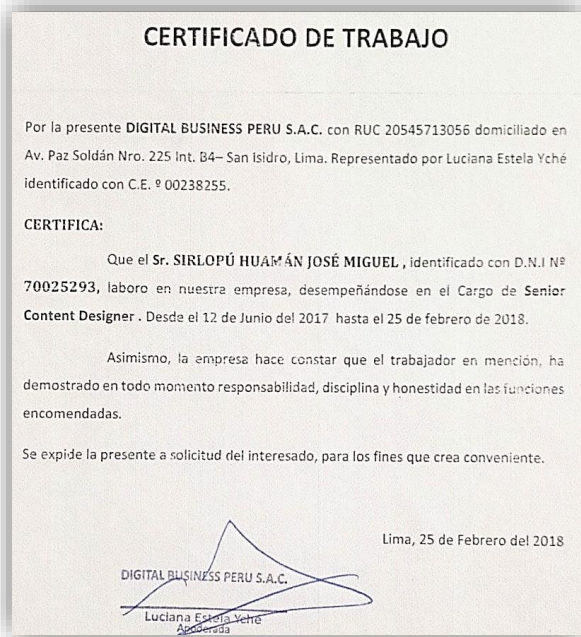 CERTIFICADO DE TRABAJO
Por la presente DIGITAL BUSINESS PERU S.A.C. con RUC 20545713056 domiciliado en
Av. Paz Soldán Nro. 225 Int. B4– San Isidro, Lima. Representado por Luciana Estela Yché
identificado con C.E. º 00238255.
CERTIFICA:
Que el Sr. SIRLOPÚ HUAMÁN JOSÉ MIGUEL , identificado con D.N.I Nº
70025293, laboro en nuestra empresa, desempeñándose en el Cargo de Senior
Content Designer . Desde el 12 de Junio del 2017 hasta el 25 de febrero de 2018.
Asimismo, la empresa hace constar que el trabajador en mención, ha
demostrado en todo momento responsabilidad, disciplina y honestidad en las funciones
encomendadas.
Se expide la presente a solicitud del interesado, para los fines que crea conveniente.
Lima, 25 de Febrero del 2018
DIGITAL BUSINESS PERU S.A.C.
Luciana Estela Yché
Apoderada